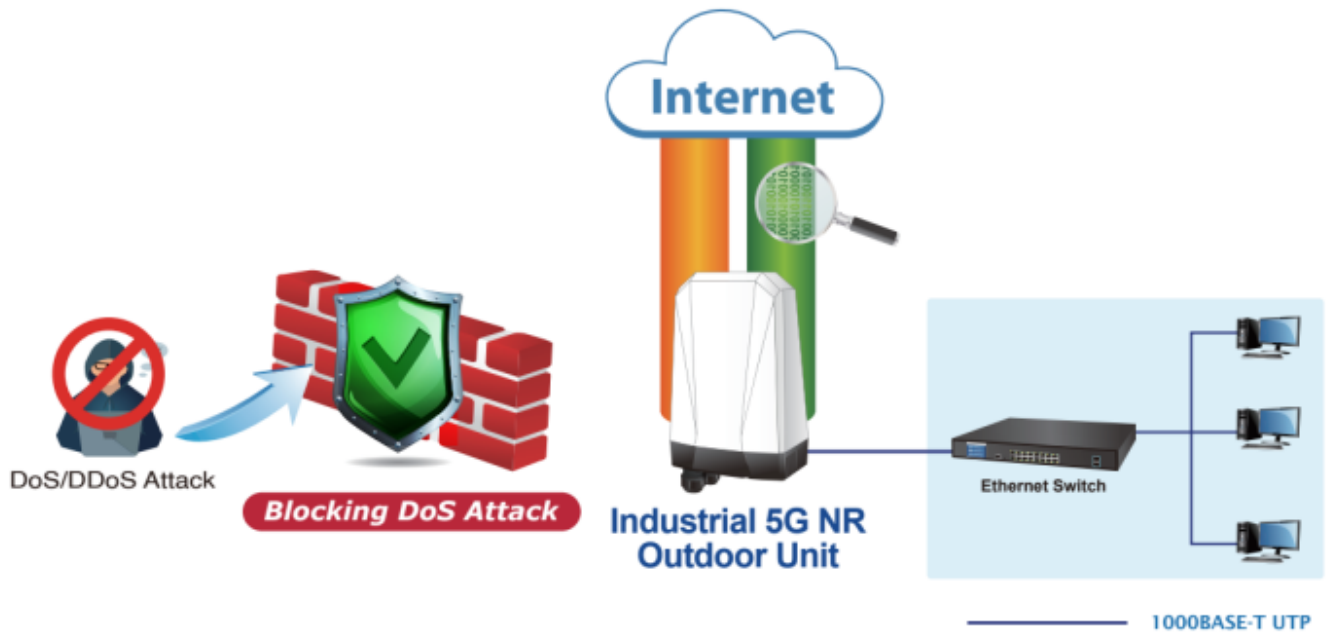 Internet
DoS/DDoS Attack
Blocking DoS Attack
Industrial 5G NR
Outdoor Unit
Ethernet Switch
1000BASE-T UTP